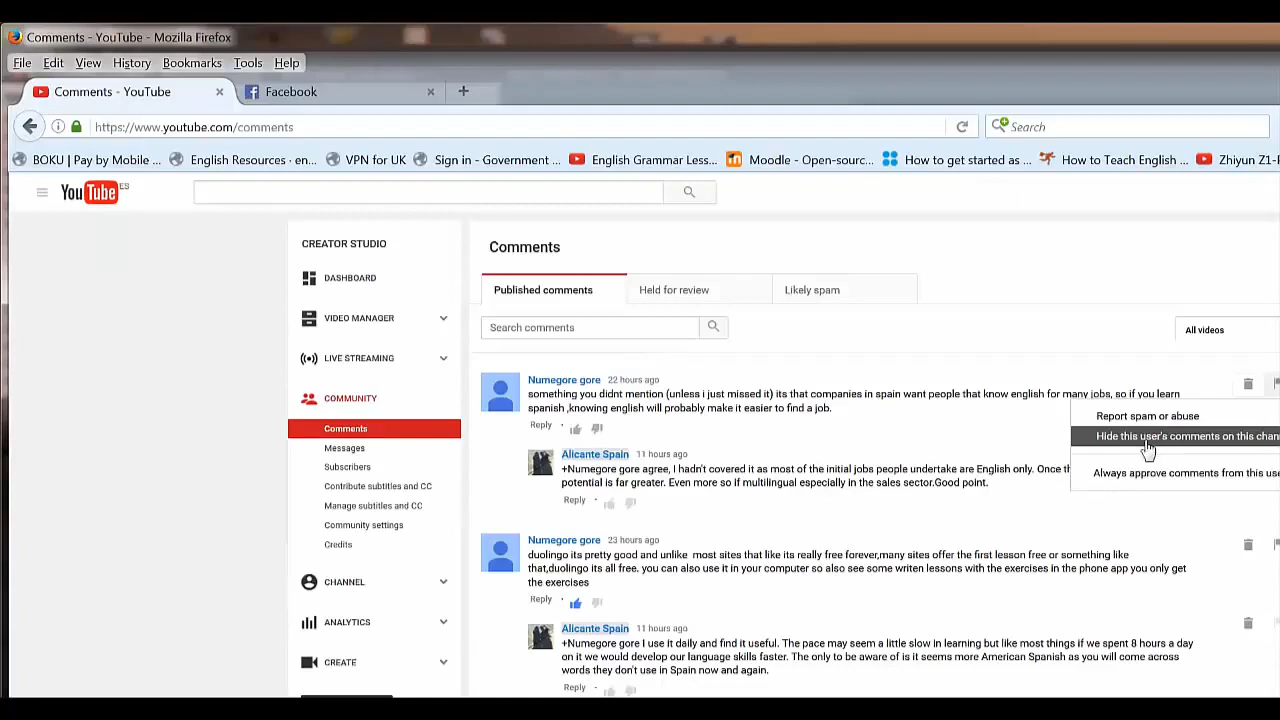 Comments - YouTube - Mozilla Firefox
File Edit View History Bookmarks Tools Help
Comments - YouTube × Facebook × +
https://www.youtube.com/comments Search
BOKU | Pay by Mobile ... English Resources · en... VPN for UK Sign in - Government ... English Grammar Less... Moodle - Open-sourc... How to get started as ... How to Teach English ... Zhiyun Z1-
YouTube ES
CREATOR STUDIO
DASHBOARD
VIDEO MANAGER
LIVE STREAMING
COMMUNITY
Comments
Messages
Subscribers
Contribute subtitles and CC
Manage subtitles and CC
Community settings
Credits
CHANNEL
ANALYTICS
CREATE
Comments
Published comments Held for review Likely spam
Search comments
All videos
Numegore gore 22 hours ago
something you didnt mention (unless i just missed it) its that companies in spain want people that know english for many jobs, so if you learn
spanish ,knowing english will probably make it easier to find a job.
Reply ·
Report spam or abuse
Hide this user's comments on this chan
Always approve comments from this use
Alicante Spain 11 hours ago
+Numegore gore agree, I hadn't covered it as most of the initial jobs people undertake are English only. Once th
potential is far greater. Even more so if multilingual especially in the sales sector.Good point.
Reply ·
Numegore gore 23 hours ago
duolingo its pretty good and unlike most sites that like its really free forever,many sites offer the first lesson free or something like
that,duolingo its all free. you can also use it in your computer so also see some writen lessons with the exercises in the phone app you only get
the exercises
Reply ·
Alicante Spain 11 hours ago
+Numegore gore I use it daily and find it useful. The pace may seem a little slow in learning but like most things if we spent 8 hours a day
on it we would develop our language skills faster. The only to be aware of is it seems more American Spanish as you will come across
words they don't use in Spain now and again.
Reply ·